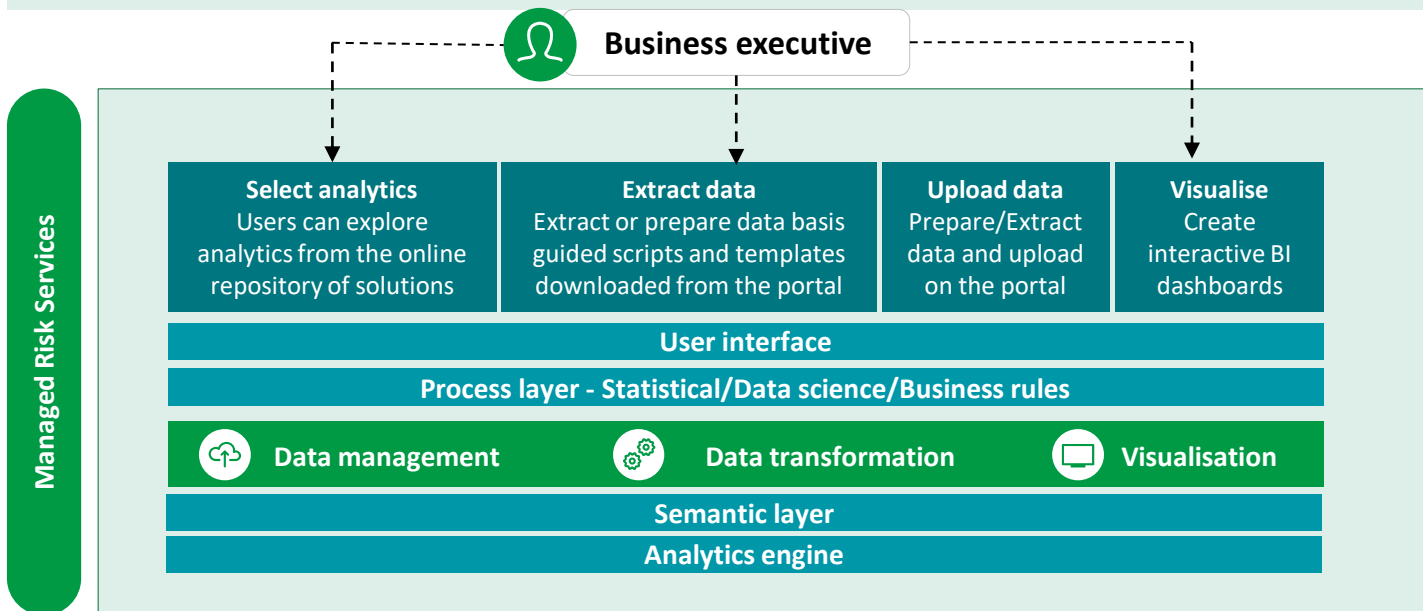 Business executive
Managed Risk Services
Select analytics
Users can explore
analytics from the online
repository of solutions
Extract data
Extract or prepare data basis
guided scripts and templates
downloaded from the portal
Upload data
Prepare/Extract
data and upload
on the portal
Visualise
Create
interactive BI
dashboards
User interface
Process layer - Statistical/Data science/Business rules
Data management
Data transformation
Visualisation
Semantic layer
Analytics engine